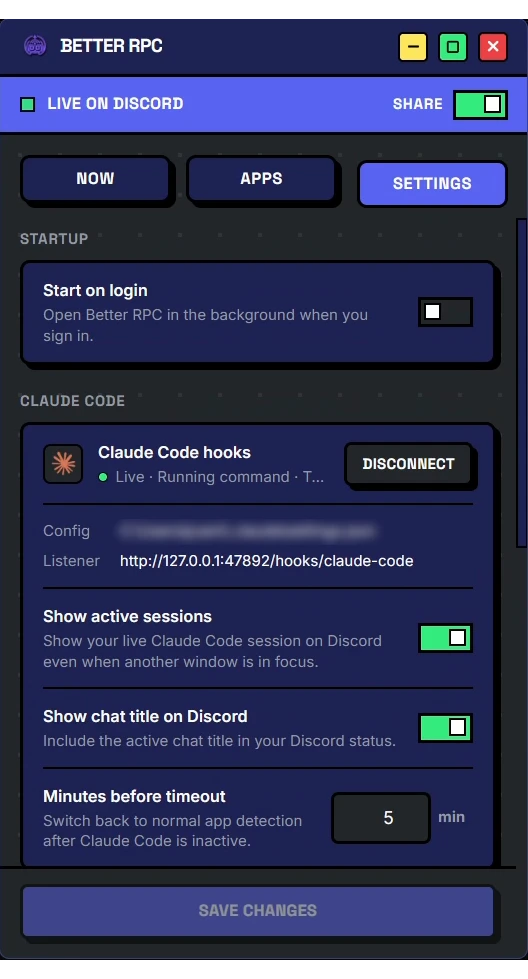 BETTER RPC
LIVE ON DISCORD
SHARE
NOW
APPS
SETTINGS
STARTUP
Start on login
Open Better RPC in the background when you
sign in.
CLAUDE CODE
Claude Code hooks
Live · Running command · T...
DISCONNECT
Config
Listener http://127.0.0.1:47892/hooks/claude-code
Show active sessions
Show your live Claude Code session on Discord
even when another window is in focus.
Show chat title on Discord
Include the active chat title in your Discord status.
Minutes before timeout
Switch back to normal app detection
after Claude Code is inactive.
5 min
SAVE CHANGES